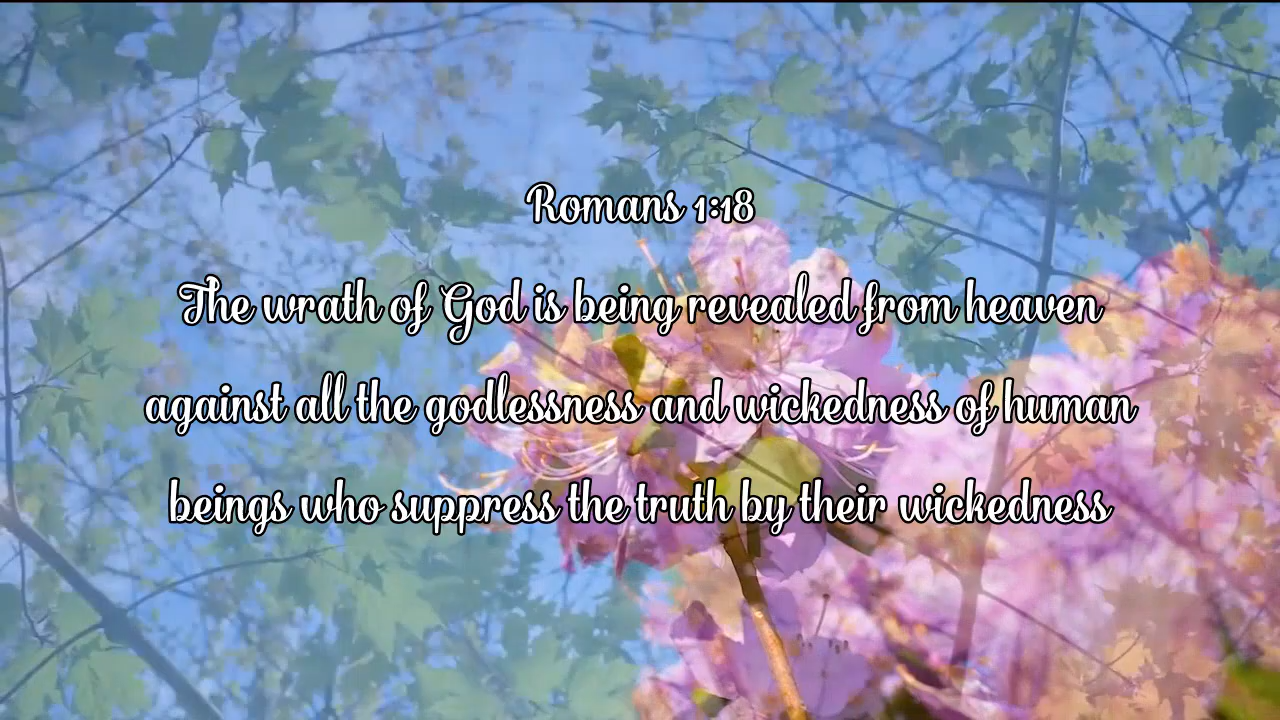 Romans 1:18
The wrath of God is being revealed from heaven
against all the godlessness and wickedness of human
beings who suppress the truth by their wickedness